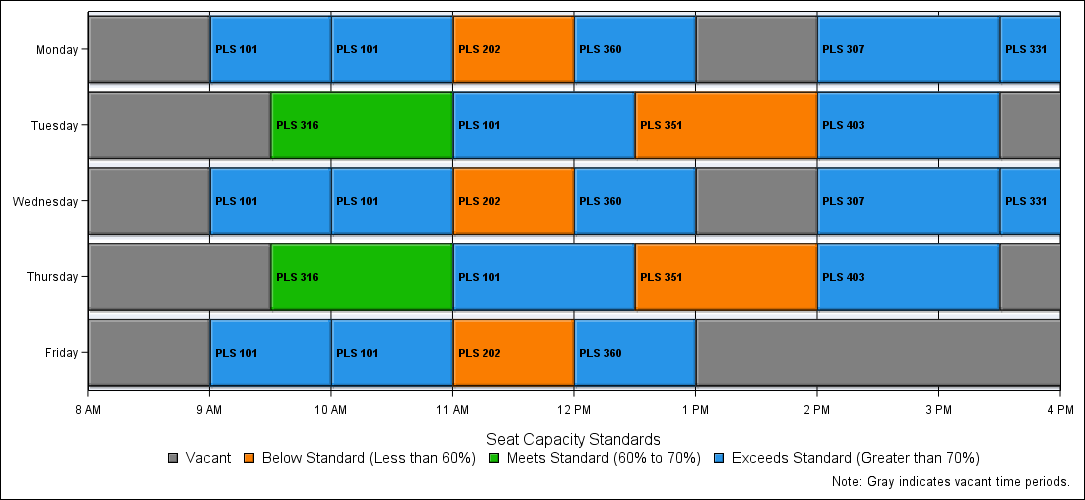 Monday PLS 101 PLS 101 PLS 202 PLS 360 PLS 307 PLS 331
Tuesday PLS 316 PLS 101 PLS 351 PLS 403
Wednesday PLS 101 PLS 101 PLS 202 PLS 360 PLS 307 PLS 331
Thursday PLS 316 PLS 101 PLS 351 PLS 403
Friday PLS 101 PLS 101 PLS 202 PLS 360
8 AM 9 AM 10 AM 11 AM 12 PM 1 PM 2 PM 3 PM 4 PM
Seat Capacity Standards
Vacant Below Standard (Less than 60%) Meets Standard (60% to 70%) Exceeds Standard (Greater than 70%)
Note: Gray indicates vacant time periods.